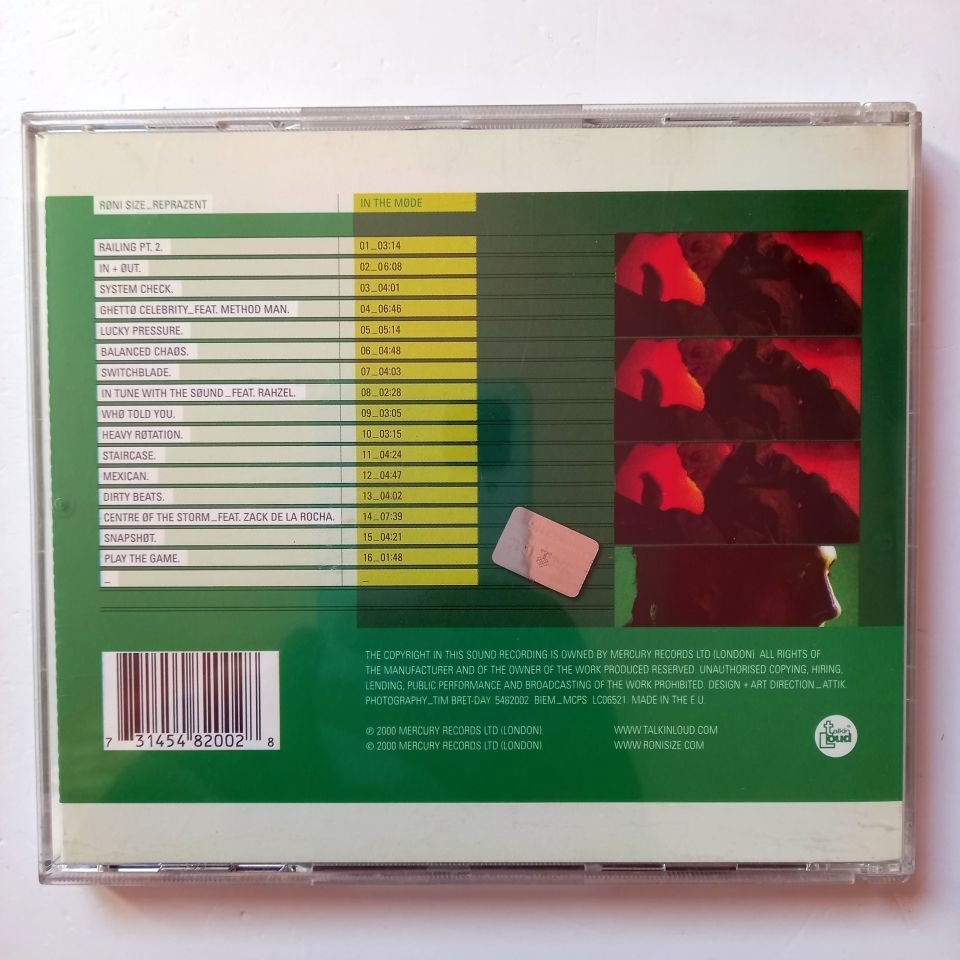 RØNI SIZE_REPRAZENT IN THE MØDE
RAILING PT. 2. 01_03:14
IN + ØUT. 02_06:08
SYSTEM CHECK. 03_04:01
GHETTØ CELEBRITY_FEAT. METHOD MAN. 04_06:46
LUCKY PRESSURE. 05_05:14
BALANCED CHAØS. 06_04:48
SWITCHBLADE. 07_04:03
IN TUNE WITH THE SØUND_FEAT. RAHZEL. 08_02:28
WHØ TOLD YOU. 09_03:05
HEAVY RØTATION. 10_03:15
STAIRCASE. 11_04:24
MEXICAN. 12_04:47
DIRTY BEATS. 13_04:02
CENTRE ØF THE STORM_FEAT. ZACK DE LA ROCHA. 14_07:39
SNAPSHØT. 15_04:21
PLAY THE GAME. 16_01:48
_ _
THE COPYRIGHT IN THIS SOUND RECORDING IS OWNED BY MERCURY RECORDS LTD (LONDON). ALL RIGHTS OF
THE MANUFACTURER AND OF THE OWNER OF THE WORK PRODUCED RESERVED. UNAUTHORISED COPYING, HIRING,
LENDING, PUBLIC PERFORMANCE AND BROADCASTING OF THE WORK PROHIBITED. DESIGN + ART DIRECTION_ATTIK.
PHOTOGRAPHY_TIM BRET-DAY. 5482002 BIEM_MCPS LC06521. MADE IN THE E.U.
℗ 2000 MERCURY RECORDS LTD (LONDON). WWW.TALKINLOUD.COM
© 2000 MERCURY RECORDS LTD (LONDON). WWW.RONISIZE.COM
talkin
Loud
7 31454 82002 8